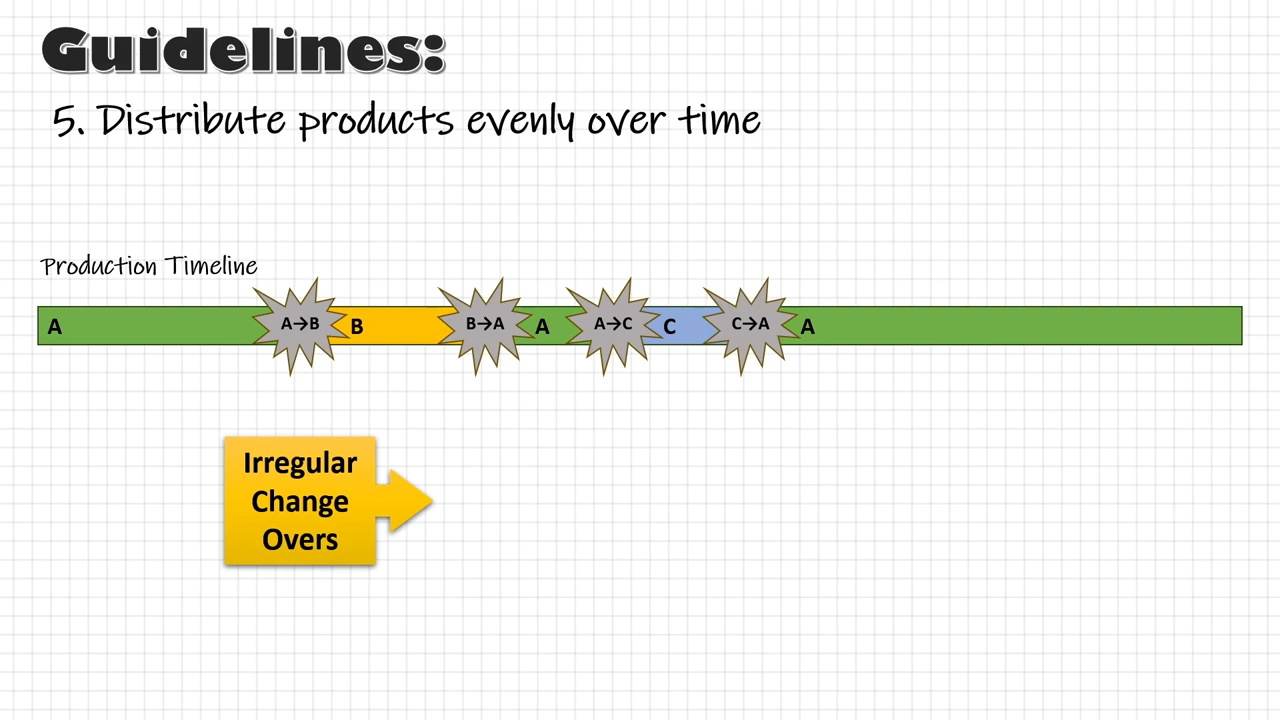 Guidelines:
5. Distribute products evenly over time
Production Timeline
A A→B B B→A A A→C C C→A A
Irregular
Change
Overs